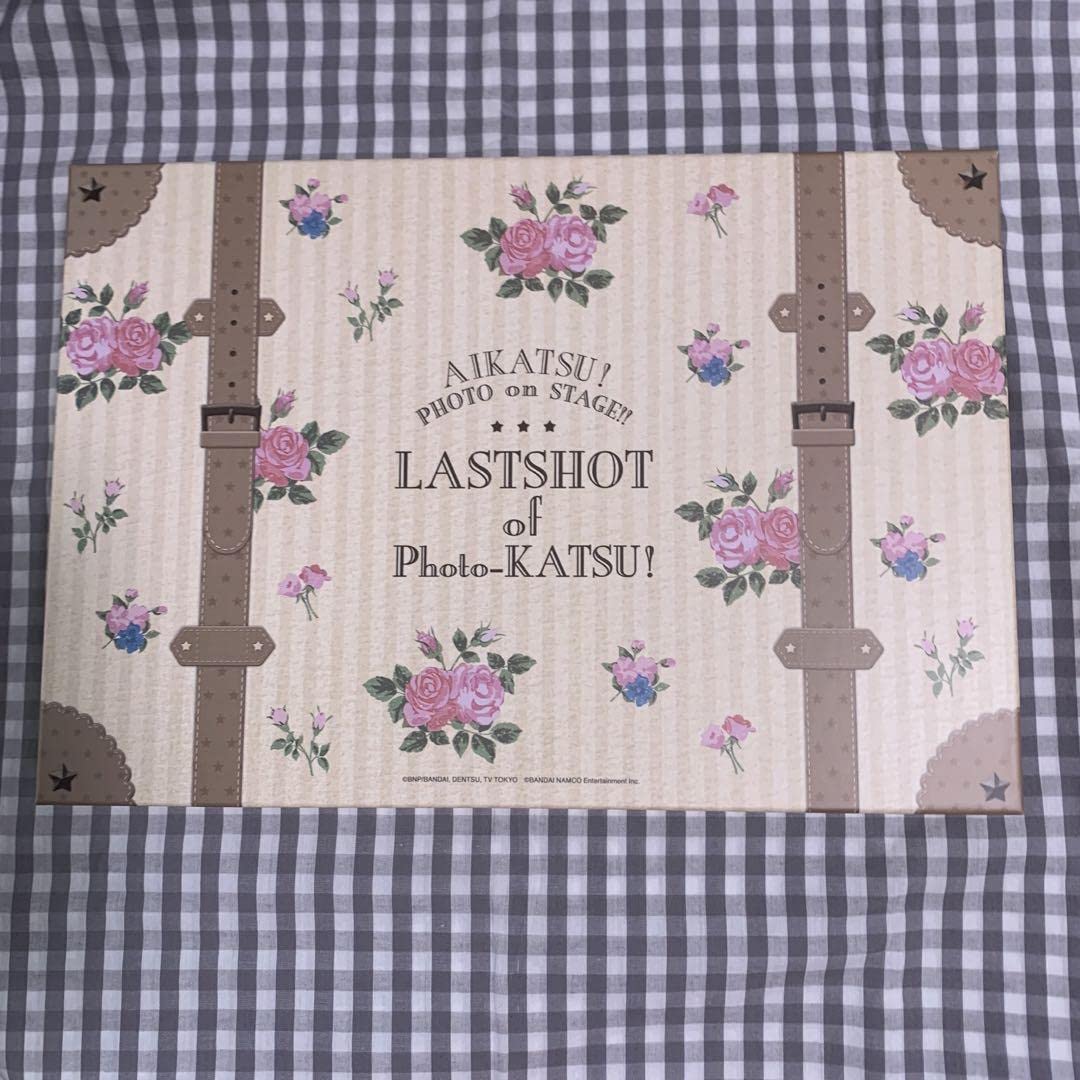 AIKATSU!
PHOTO on STAGE!!
LASTSHOT
of
Photo-KATSU!
©BNP/BANDAI, DENTSU, TV TOKYO ©BANDAI NAMCO Entertainment Inc.